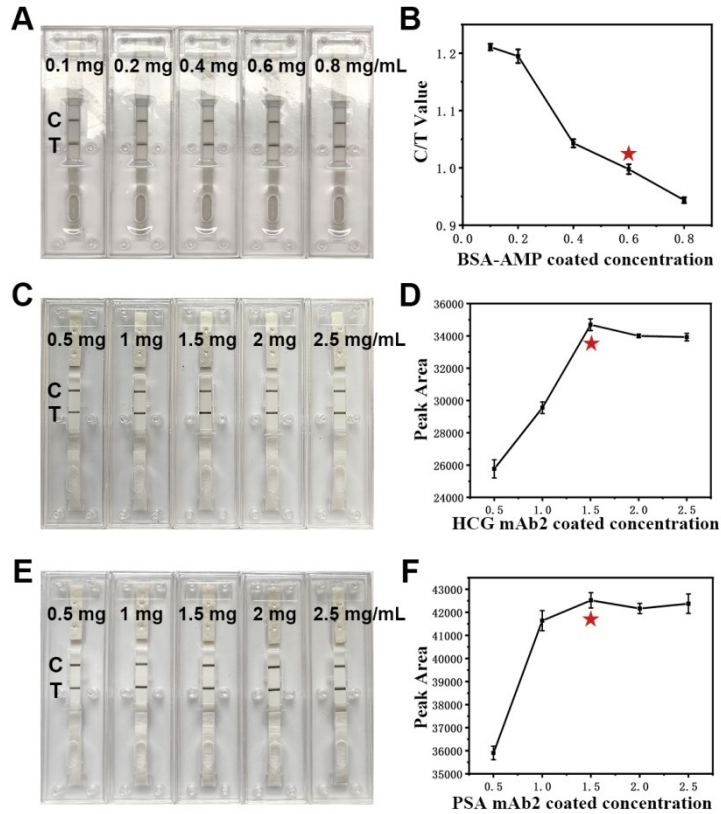 A
0.1 mg 0.2 mg 0.4 mg 0.6 mg 0.8 mg/mL
C
T
B
C/T Value
1.2
1.1
1.0
0.9
0.0 0.2 0.4 0.6 0.8
BSA-AMP coated concentration
C
0.5 mg 1 mg 1.5 mg 2 mg 2.5 mg/mL
C
T
D
Peak Area
36000
34000
32000
30000
28000
26000
24000
0.5 1.0 1.5 2.0 2.5
HCG mAb2 coated concentration
E
0.5 mg 1 mg 1.5 mg 2 mg 2.5 mg/mL
C
T
F
Peak Area
43000
42000
41000
40000
39000
38000
37000
36000
35000
0.5 1.0 1.5 2.0 2.5
PSA mAb2 coated concentration